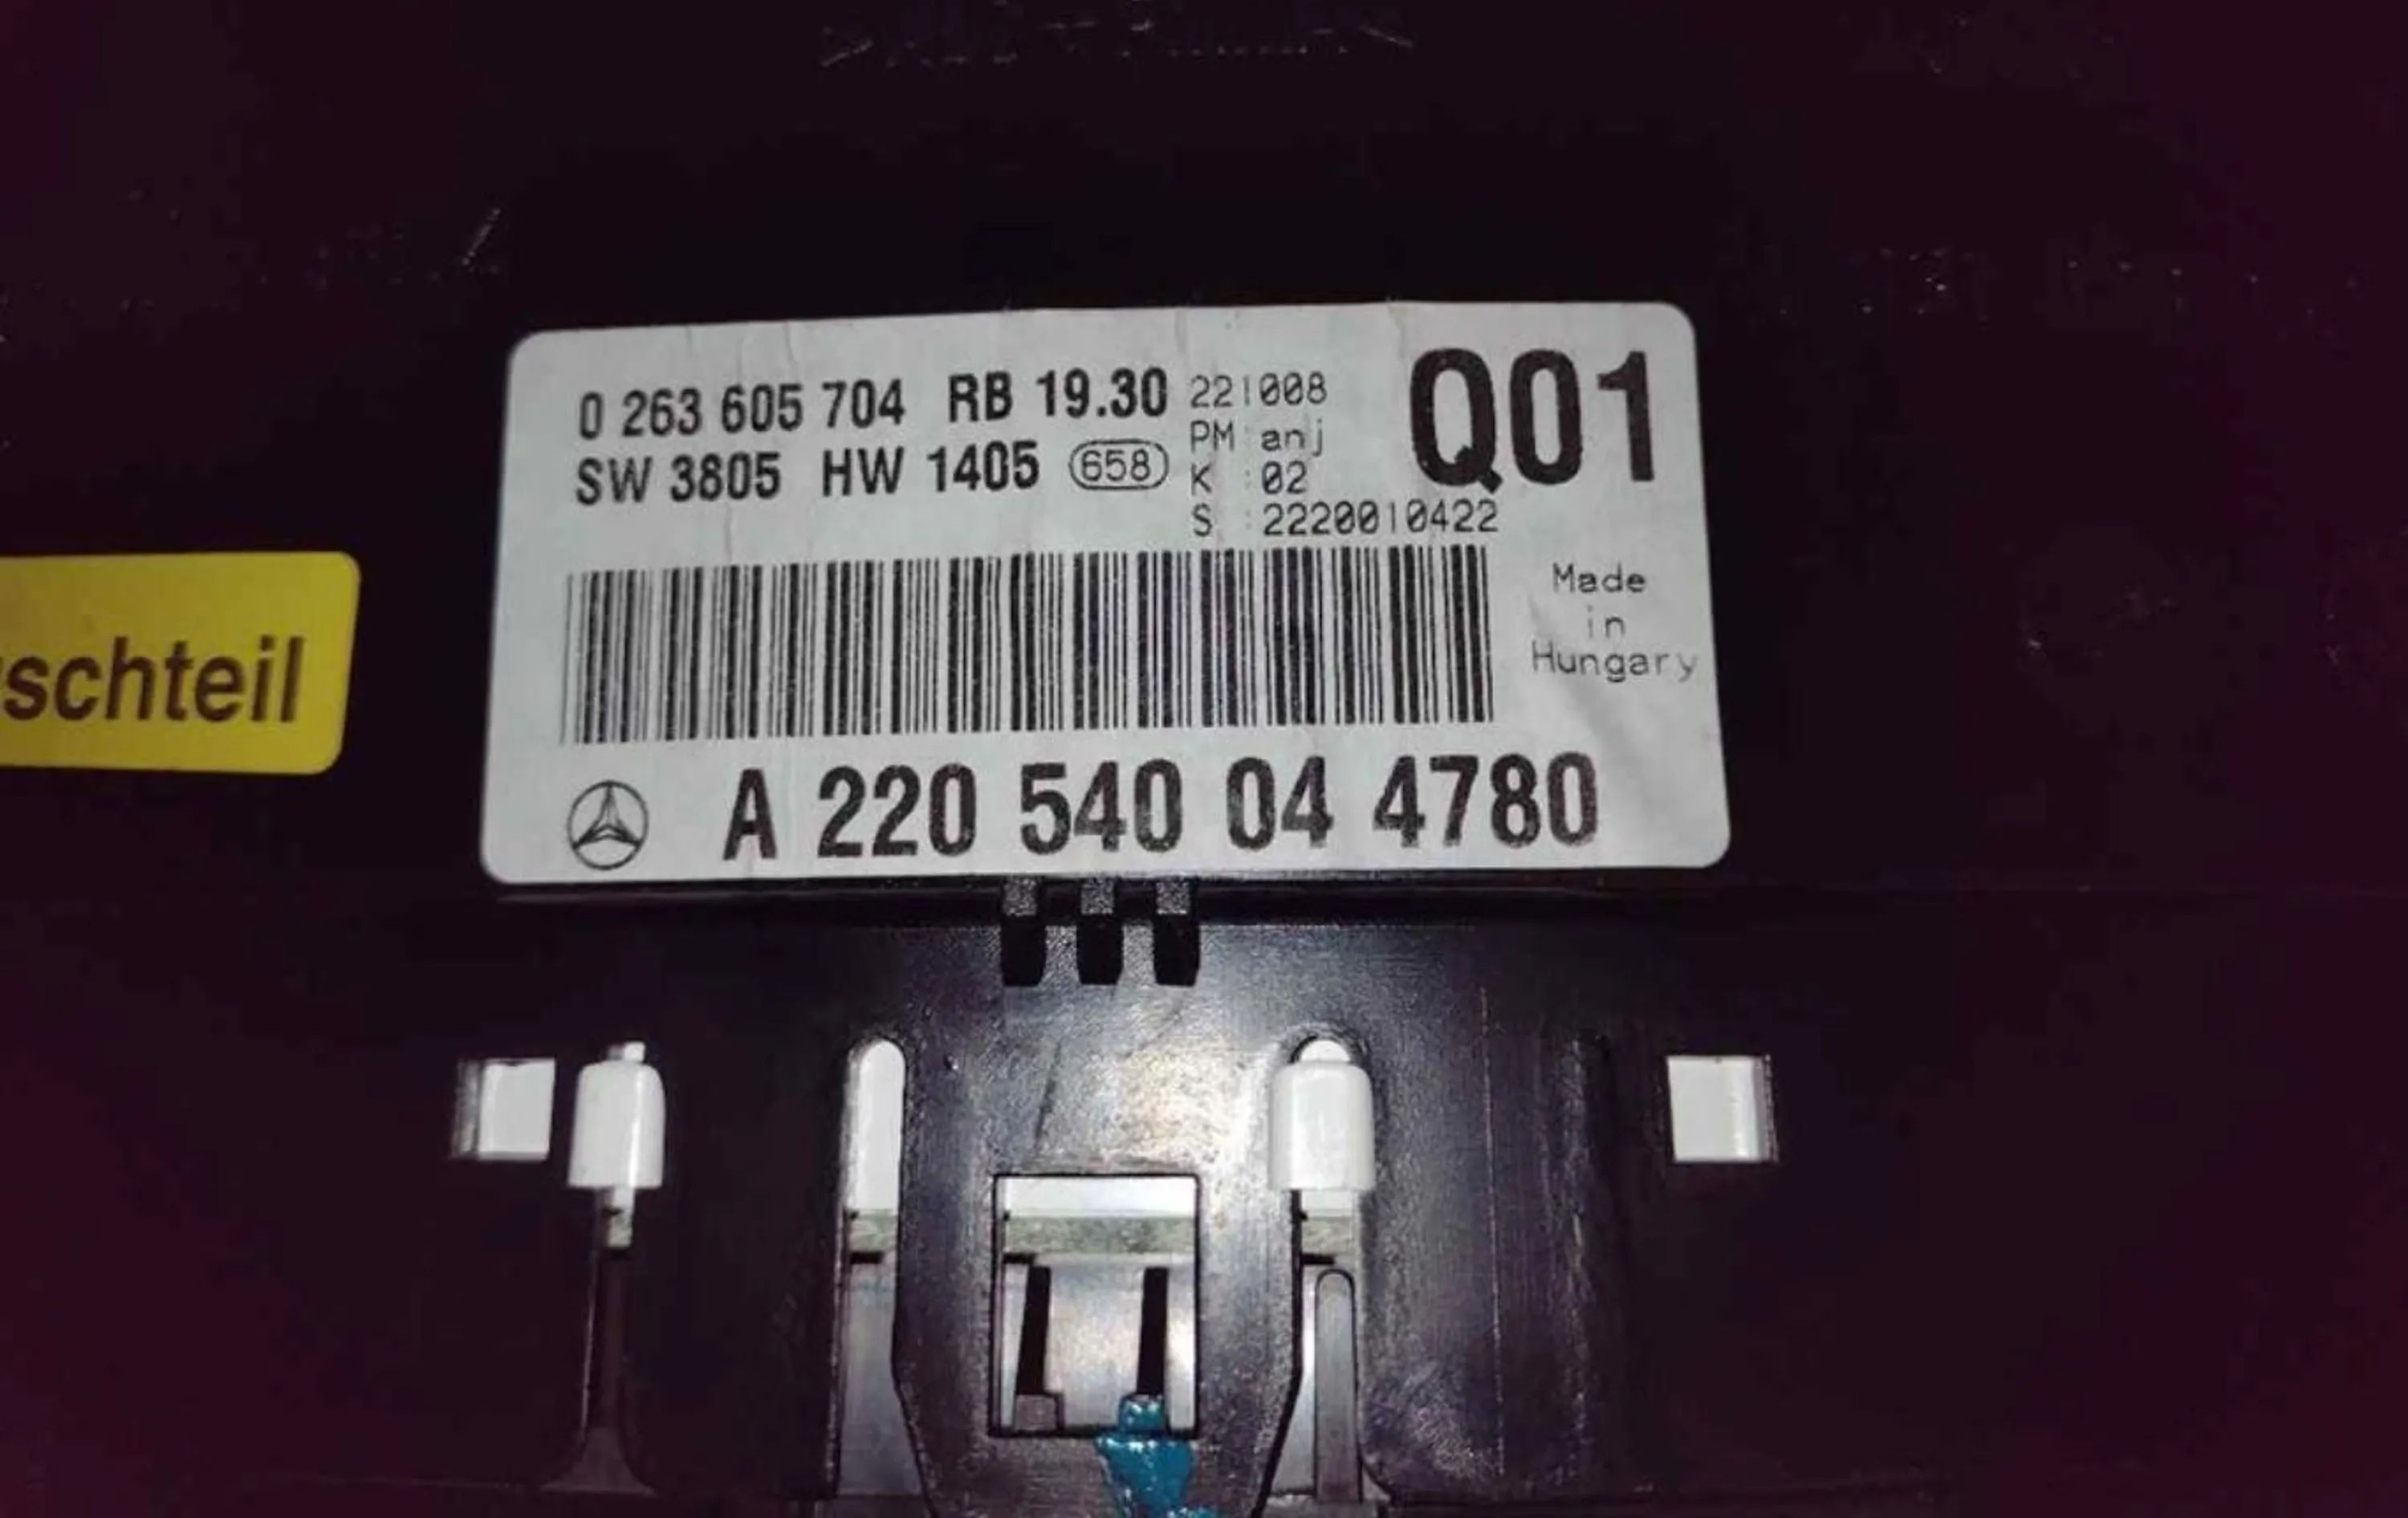 0 263 605 704 RB 19.30
SW 3805 HW 1405 658
221008
PM anj
K :02
S :2220010422
Q01
Made
in
Hungary
schteil
A 220 540 04 4780